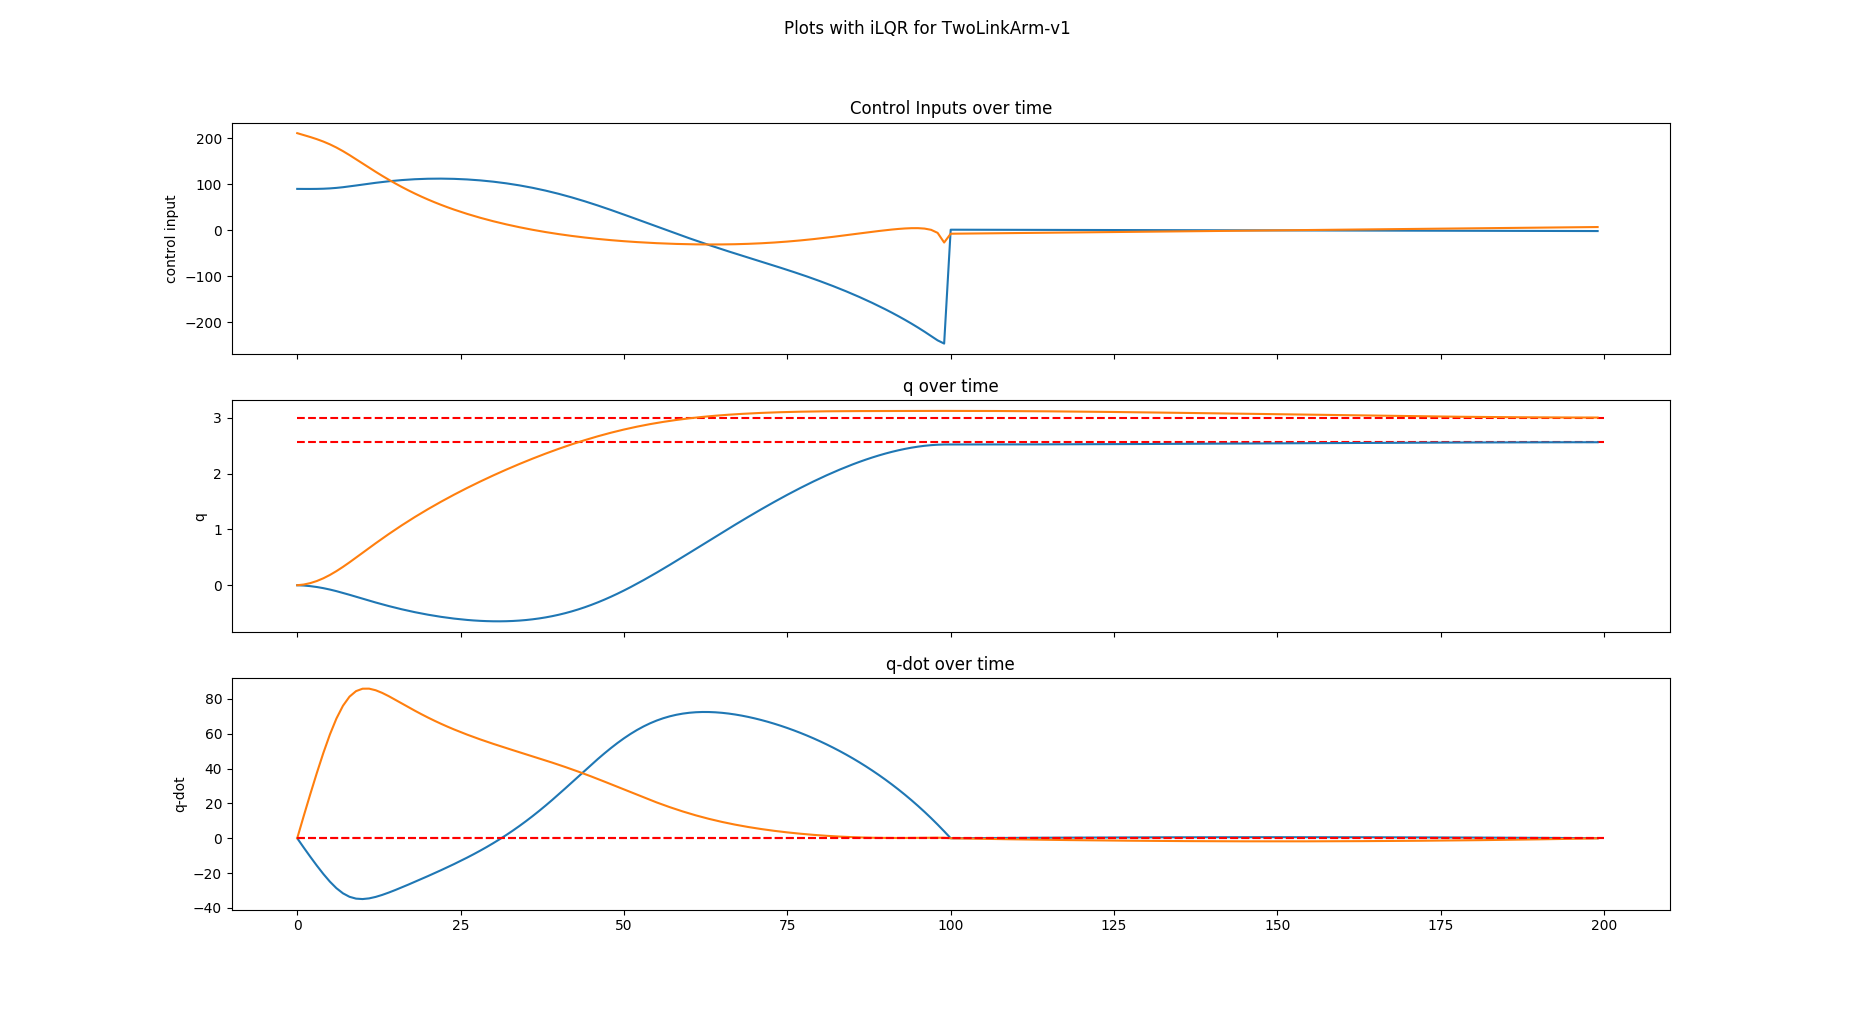 Plots with iLQR for TwoLinkArm-v1
Control Inputs over time
control input
200
100
0
−100
−200
q over time
q
3
2
1
0
q-dot over time
q-dot
80
60
40
20
0
−20
−40
0 25 50 75 100 125 150 175 200